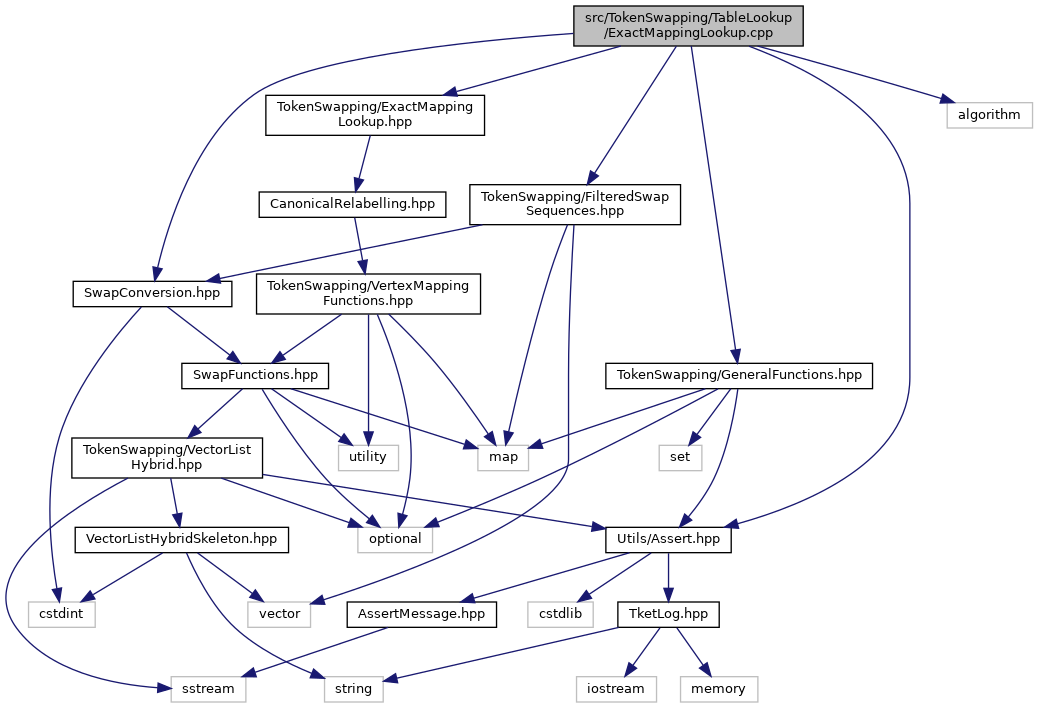 src/TokenSwapping/TableLookup
/ExactMappingLookup.cpp
TokenSwapping/ExactMapping
Lookup.hpp
algorithm
CanonicalRelabelling.hpp
TokenSwapping/FilteredSwap
Sequences.hpp
SwapConversion.hpp
TokenSwapping/VertexMapping
Functions.hpp
SwapFunctions.hpp
TokenSwapping/GeneralFunctions.hpp
TokenSwapping/VectorList
Hybrid.hpp
utility
map
set
VectorListHybridSkeleton.hpp
optional
Utils/Assert.hpp
cstdint
vector
AssertMessage.hpp
cstdlib
TketLog.hpp
sstream
string
iostream
memory